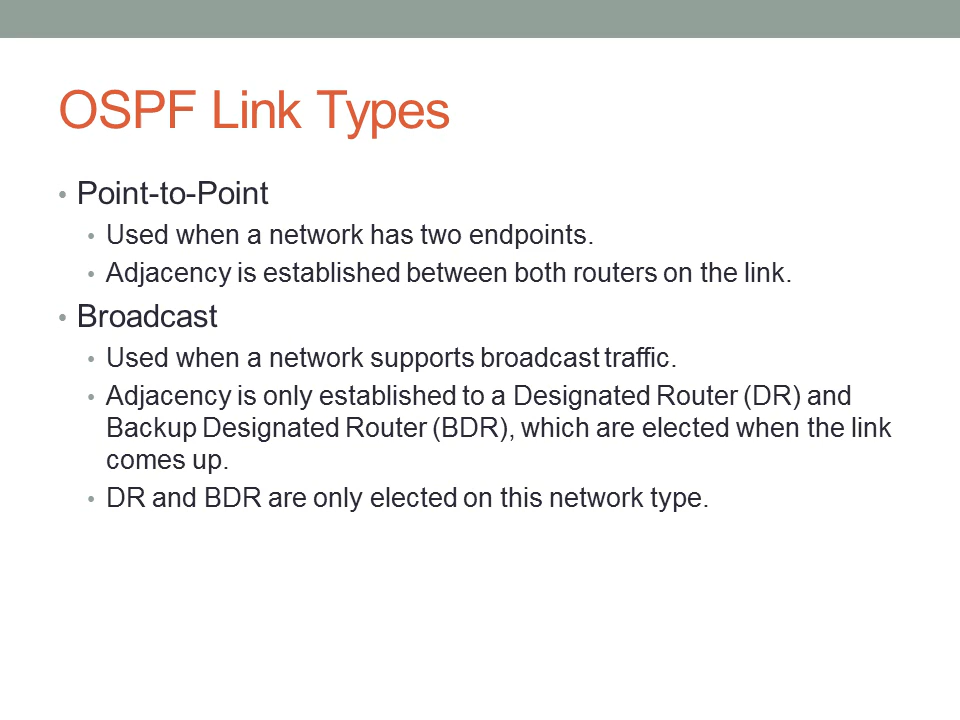 OSPF Link Types
• Point-to-Point
• Used when a network has two endpoints.
• Adjacency is established between both routers on the link.
• Broadcast
• Used when a network supports broadcast traffic.
• Adjacency is only established to a Designated Router (DR) and
Backup Designated Router (BDR), which are elected when the link
comes up.
• DR and BDR are only elected on this network type.